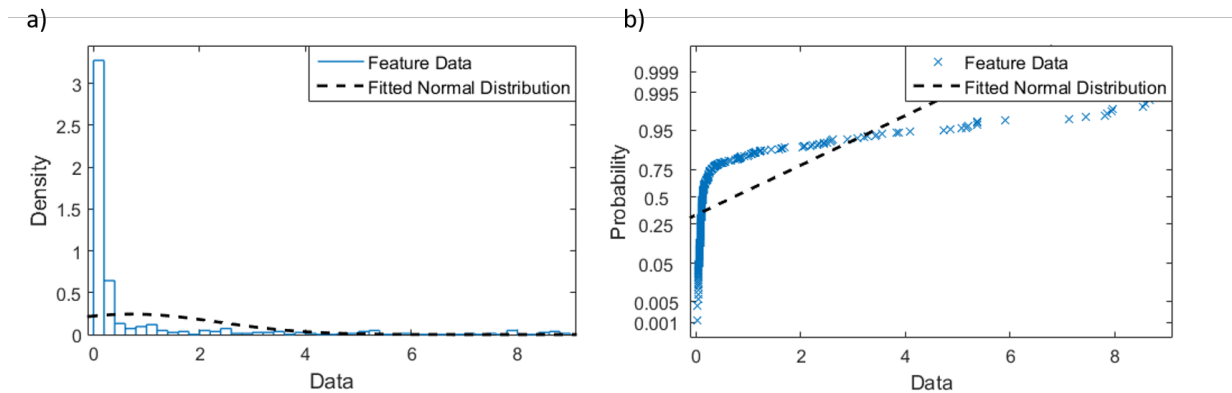 a)
Density
3
2.5
2
1.5
1
0.5
0
0 2 4 6 8
Data
Feature Data
Fitted Normal Distribution
b)
Probability
0.999
0.995
0.95
0.75
0.5
0.25
0.05
0.005
0.001
0 2 4 6 8
Data
Feature Data
Fitted Normal Distribution